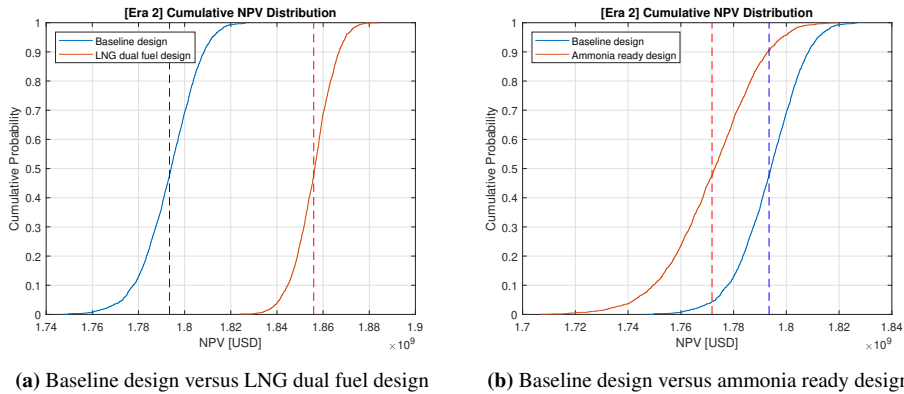 [Era 2] Cumulative NPV Distribution
Baseline design
LNG dual fuel design
Cumulative Probability
1
0.9
0.8
0.7
0.6
0.5
0.4
0.3
0.2
0.1
0
1.74 1.76 1.78 1.8 1.82 1.84 1.86 1.88 1.9
NPV [USD]
×10^9
(a) Baseline design versus LNG dual fuel design
[Era 2] Cumulative NPV Distribution
Baseline design
Ammonia ready design
Cumulative Probability
1
0.9
0.8
0.7
0.6
0.5
0.4
0.3
0.2
0.1
0
1.7 1.72 1.74 1.76 1.78 1.8 1.82 1.84
NPV [USD]
×10^9
(b) Baseline design versus ammonia ready design